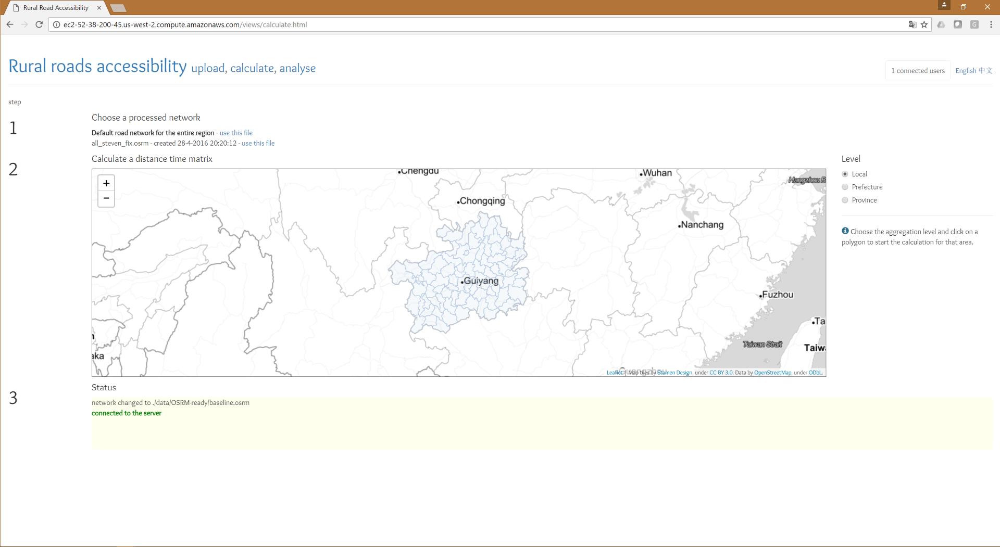 Rural Road Accessibility
ec2-52-38-200-45.us-west-2.compute.amazonaws.com/views/calculate.html
G
Rural roads accessibility upload, calculate, analyse
1 connected users
English 中文
step
1
Choose a processed network
Default road network for the entire region - use this file
all_steven_fix.osrm - created 28-4-2016 20:20:12 - use this file
2
Calculate a distance time matrix
+
−
Chengdu
Wuhan
Hangzhou B
Chongqing
Nanchang
Guiyang
Fuzhou
Ta
Taiwan Strait
Taiw
aka
Guangzhou
Leaflet | Map tiles by Stamen Design, under CC BY 3.0. Data by OpenStreetMap, under ODbL.
Level
Local
Prefecture
Province
Choose the aggregation level and click on a
polygon to start the calculation for that area.
3
Status
network changed to ./data/OSRM-ready/baseline.osrm
connected to the server